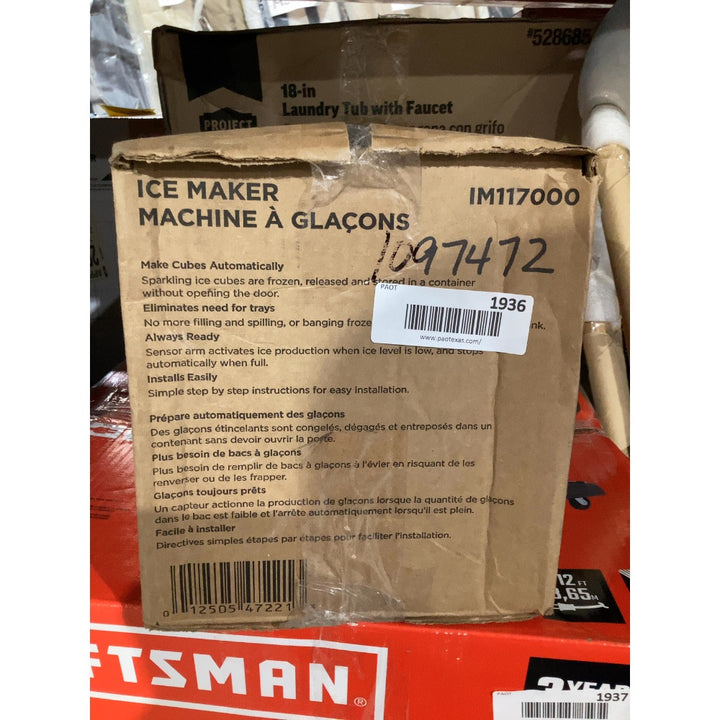 #528685
18-in
Laundry Tub with Faucet
PROJECT
con grifo
ICE MAKER
IM117000
MACHINE À GLAÇONS
1097472
Make Cubes Automatically
Sparkling ice cubes are frozen, released and stored in a container
without opening the door.
PAOT
1936
www.paotexas.com/
Eliminates need for trays
No more filling and spilling, or banging
Always Ready
Sensor arm activates ice production when ice level is low, and stops
automatically when full.
Installs Easily
Simple step by step instructions for easy installation.
Prépare automatiquement des glaçons
Des glaçons étincelants sont congelés, dégagés et entreposés dans un
contenant sans devoir ouvrir la porte.
Plus besoin de bacs à glaçons
Plus besoin de remplir de bacs à glaçons à l'évier en risquant de les
renverser ou de les frapper.
Glaçons toujours prêts
Un capteur actionne la production de glaçons lorsque la quantité de glaçons
dans le bac est faible et l'arrête automatiquement lorsqu'il est plein.
Facile à installer
Directives simples étapes par étapes pour faciliter l'installation.
0 12505 47221
12 FT
,65 M
FTSMAN®
PAOT
1937